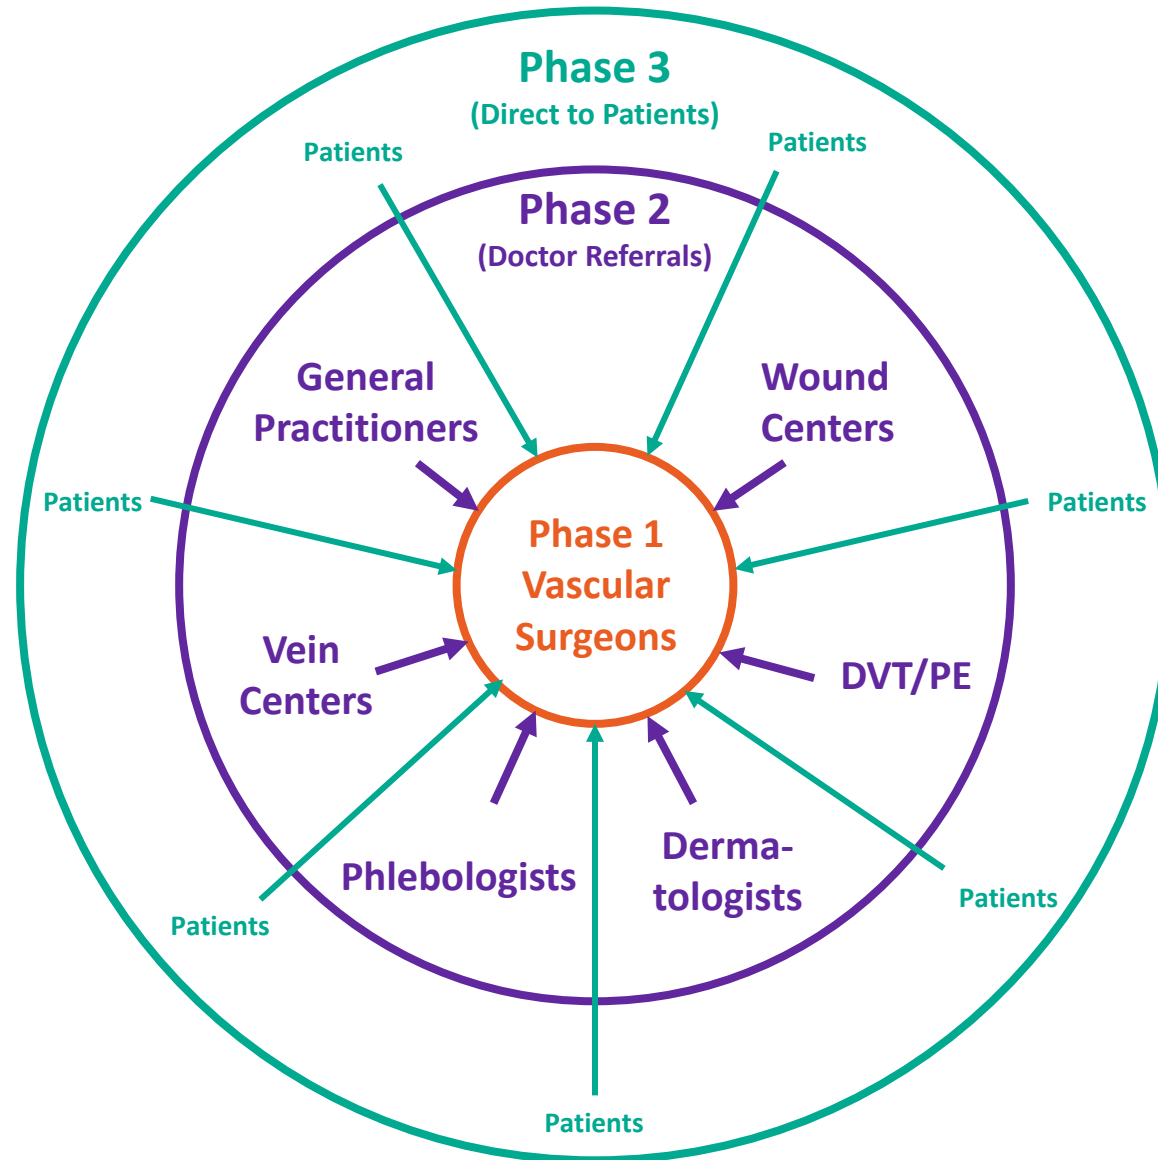 Phase 3
(Direct to Patients)
Patients
Patients
Phase 2
(Doctor Referrals)
General
Practitioners
Wound
Centers
Patients
Patients
Phase 1
Vascular
Surgeons
Vein
Centers
DVT/PE
Phlebologists
Derma-
tologists
Patients
Patients
Patients